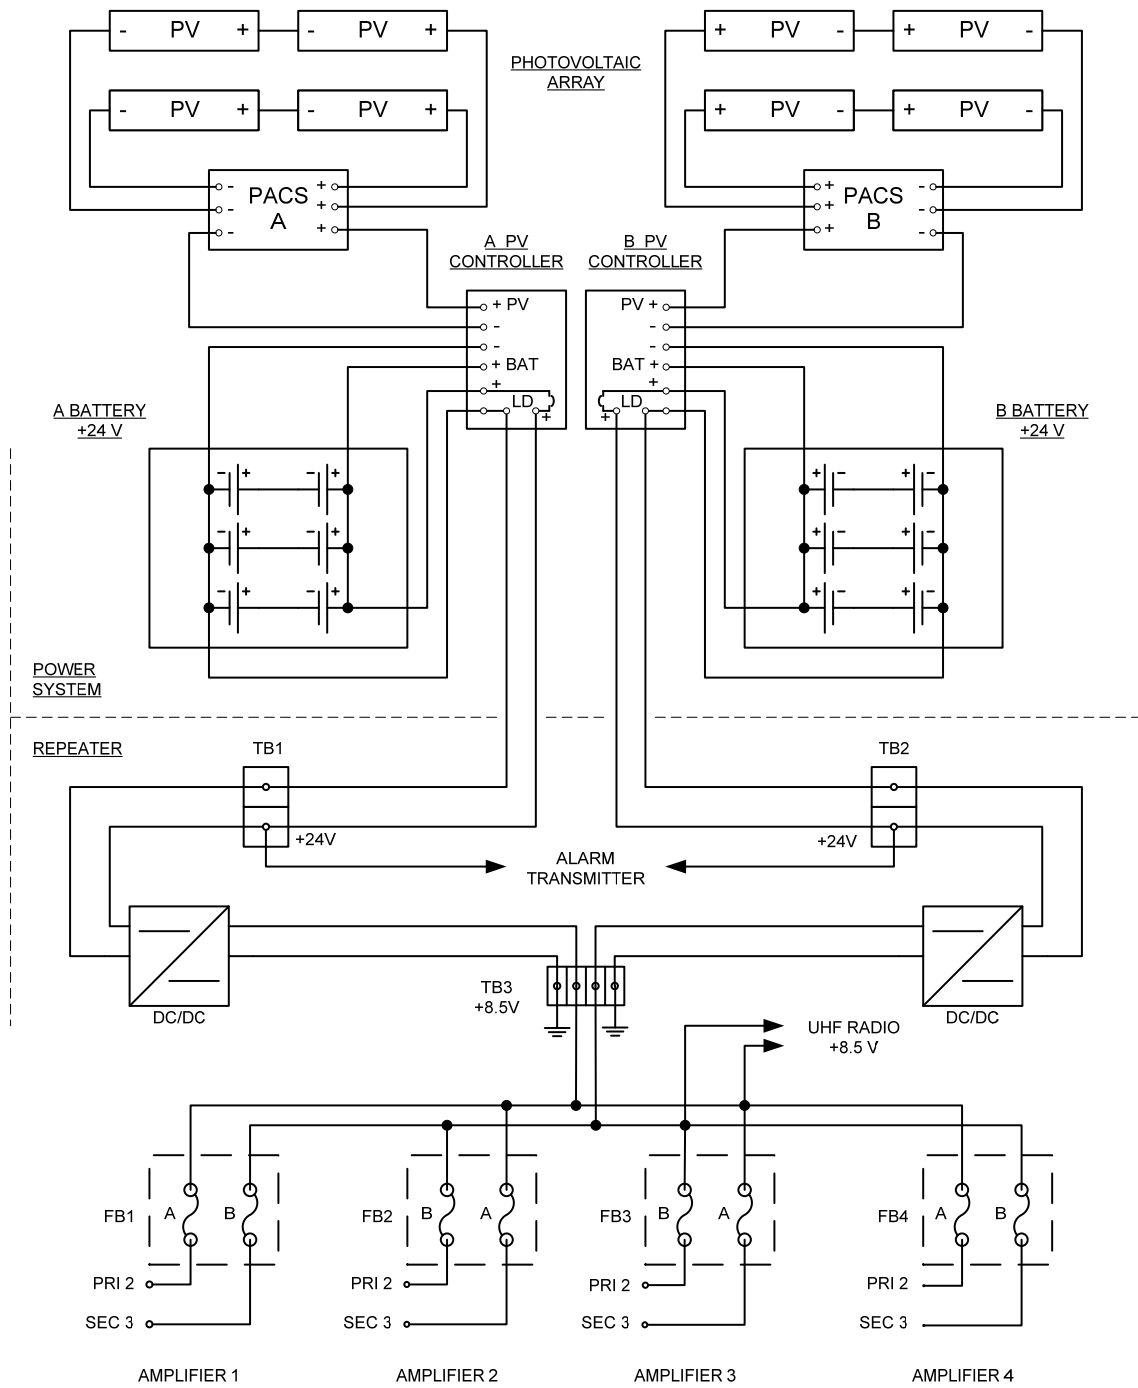 - PV + - PV +
+ PV - + PV -
PHOTOVOLTAIC
ARRAY
- PV + - PV +
+ PV - + PV -
- PACS +
- A +
- +
+ PACS -
+ B -
+ -
A PV
CONTROLLER
B PV
CONTROLLER
+ PV
-
-
+ BAT
+
LD
+
PV +
-
-
BAT +
+
LD
+
A BATTERY
+24 V
B BATTERY
+24 V
- + - +
- + - +
- + - +
+ - + -
+ - + -
+ - + -
POWER
SYSTEM
REPEATER
TB1
TB2
+24V
+24V
ALARM
TRANSMITTER
TB3
+8.5V
DC/DC
DC/DC
UHF RADIO
+8.5 V
FB1 A B
FB2 B A
FB3 B A
FB4 A B
PRI 2
PRI 2
PRI 2
PRI 2
SEC 3
SEC 3
SEC 3
SEC 3
AMPLIFIER 1
AMPLIFIER 2
AMPLIFIER 3
AMPLIFIER 4